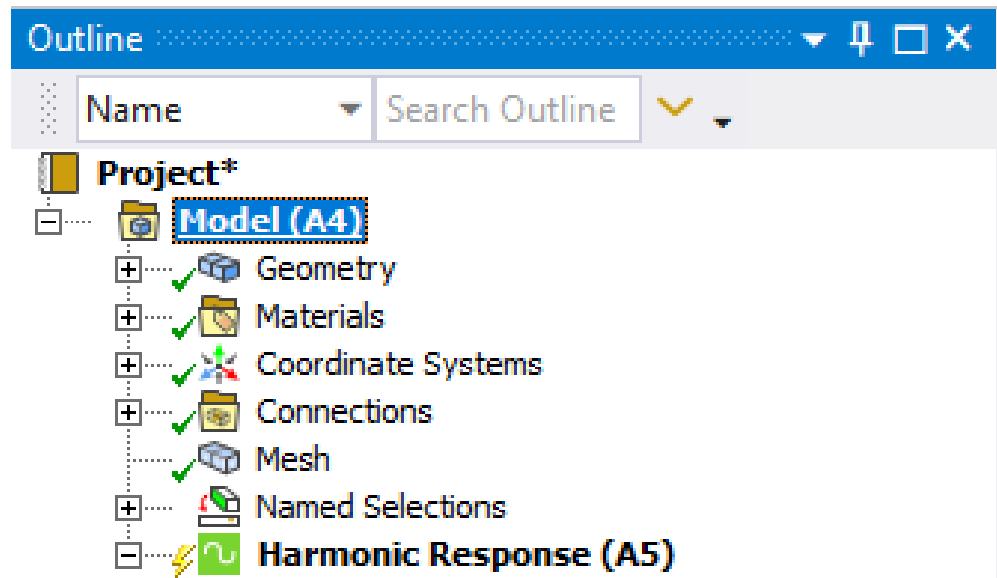 Outline
Name Search Outline
Project*
Model (A4)
Geometry
Materials
Coordinate Systems
Connections
Mesh
Named Selections
Harmonic Response (A5)